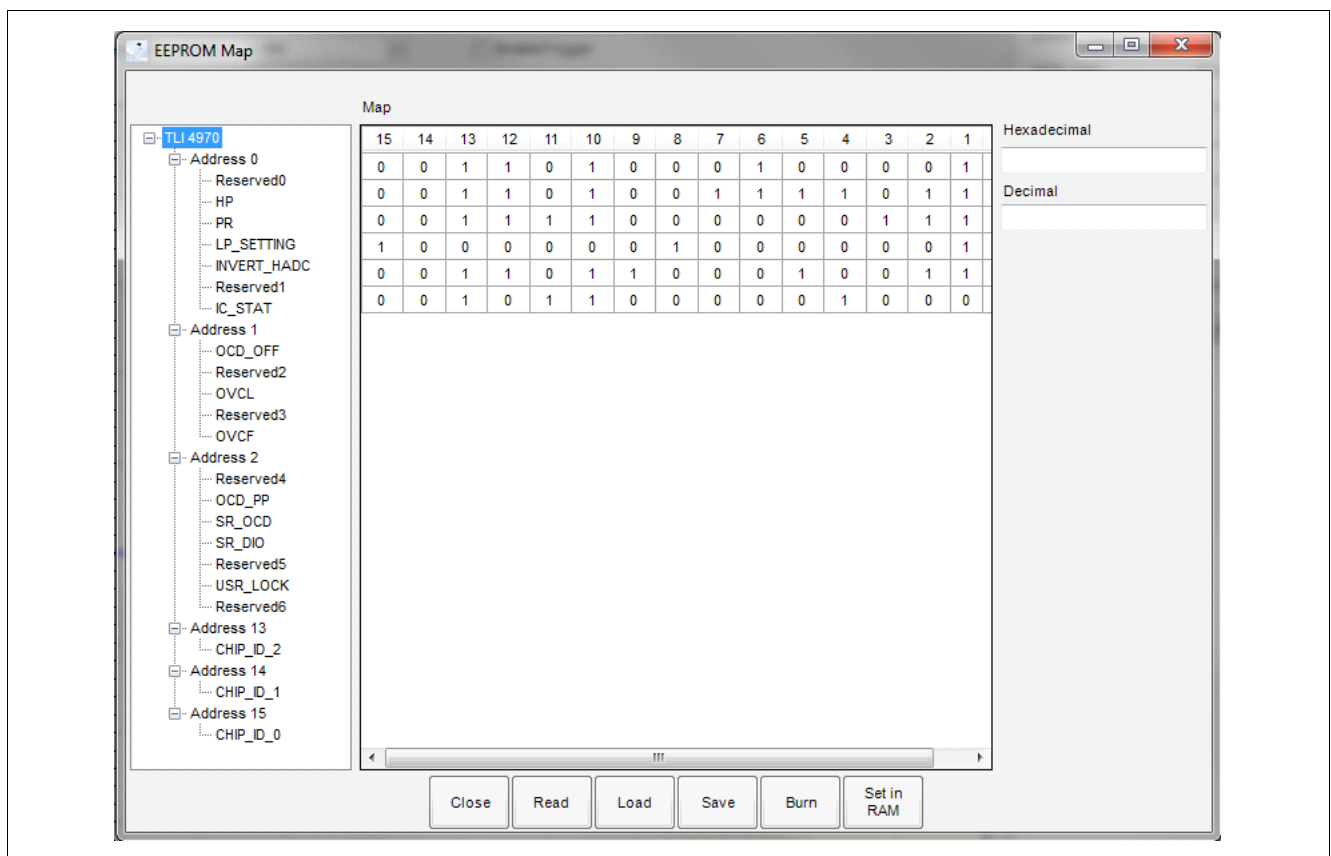 EEPROM Map
Map
TLI 4970
Address 0
Reserved0
HP
PR
LP_SETTING
INVERT_HADC
Reserved1
IC_STAT
Address 1
OCD_OFF
Reserved2
OVCL
Reserved3
OVCF
Address 2
Reserved4
OCD_PP
SR_OCD
SR_DIO
Reserved5
USR_LOCK
Reserved6
Address 13
CHIP_ID_2
Address 14
CHIP_ID_1
Address 15
CHIP_ID_0
15 14 13 12 11 10 9 8 7 6 5 4 3 2 1
0 0 1 1 0 1 0 0 0 1 0 0 0 0 1
0 0 1 1 0 1 0 0 1 1 1 1 0 1 1
0 0 1 1 1 1 0 0 0 0 0 0 1 1 1
1 0 0 0 0 0 0 1 0 0 0 0 0 0 1
0 0 1 1 0 1 1 0 0 0 1 0 0 1 1
0 0 1 0 1 1 0 0 0 0 0 1 0 0 0
Hexadecimal
Decimal
Close Read Load Save Burn Set in
RAM